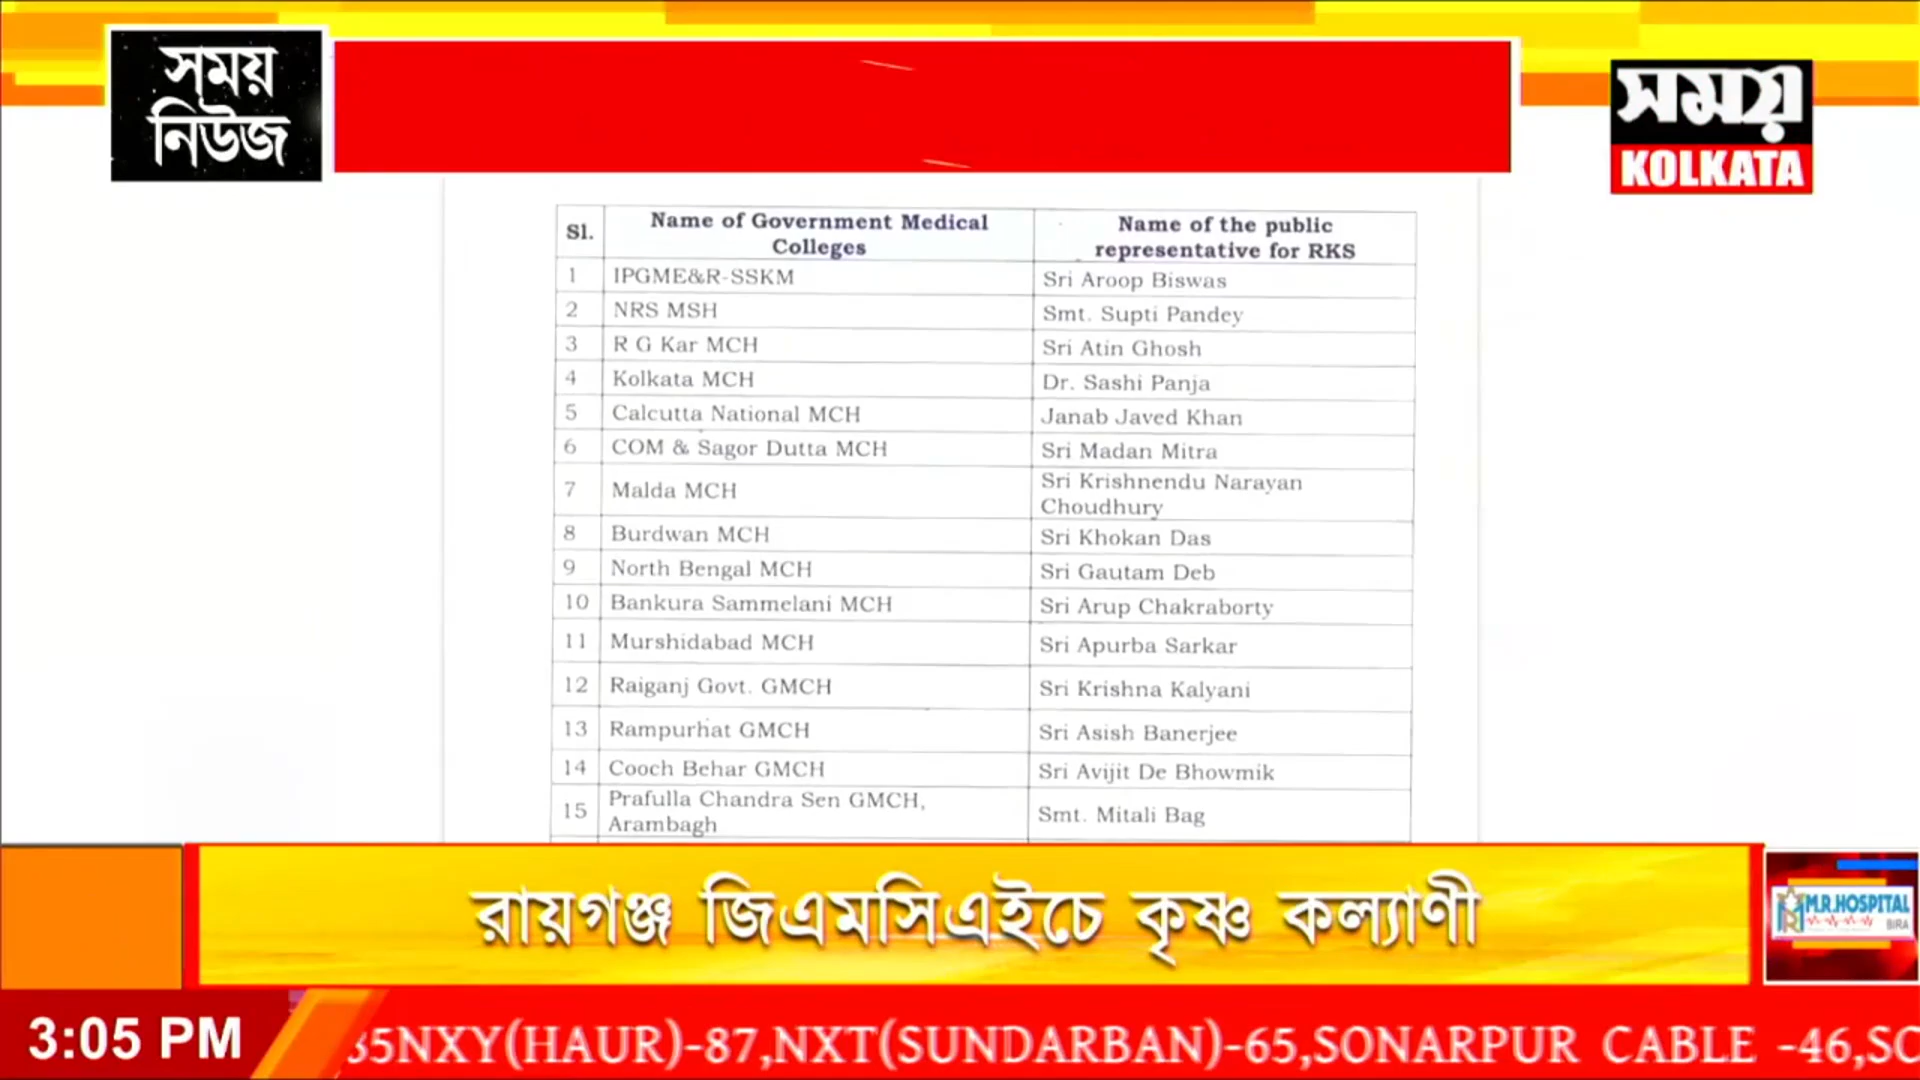 সময়
নিউজ
সময়
KOLKATA
Sl.
Name of Government Medical
Colleges
Name of the public
representative for RKS
1 IPGME&R-SSKM Sri Aroop Biswas
2 NRS MSH Smt. Supti Pandey
3 R G Kar MCH Sri Atin Ghosh
4 Kolkata MCH Dr. Sashi Panja
5 Calcutta National MCH Janab Javed Khan
6 COM & Sagor Dutta MCH Sri Madan Mitra
7 Malda MCH Sri Krishnendu Narayan
Choudhury
8 Burdwan MCH Sri Khokan Das
9 North Bengal MCH Sri Gautam Deb
10 Bankura Sammelani MCH Sri Arup Chakraborty
11 Murshidabad MCH Sri Apurba Sarkar
12 Raiganj Govt. GMCH Sri Krishna Kalyani
13 Rampurhat GMCH Sri Asish Banerjee
14 Cooch Behar GMCH Sri Avijit De Bhowmik
15 Prafulla Chandra Sen GMCH,
Arambagh
Smt. Mitali Bag
রায়গঞ্জ জিএমসিএইচে কৃষ্ণ কল্যাণী
M.R.HOSPITAL
BIRA
3:05 PM
35NXY(HAUR)-87,NXT(SUNDARBAN)-65,SONARPUR CABLE -46,SC